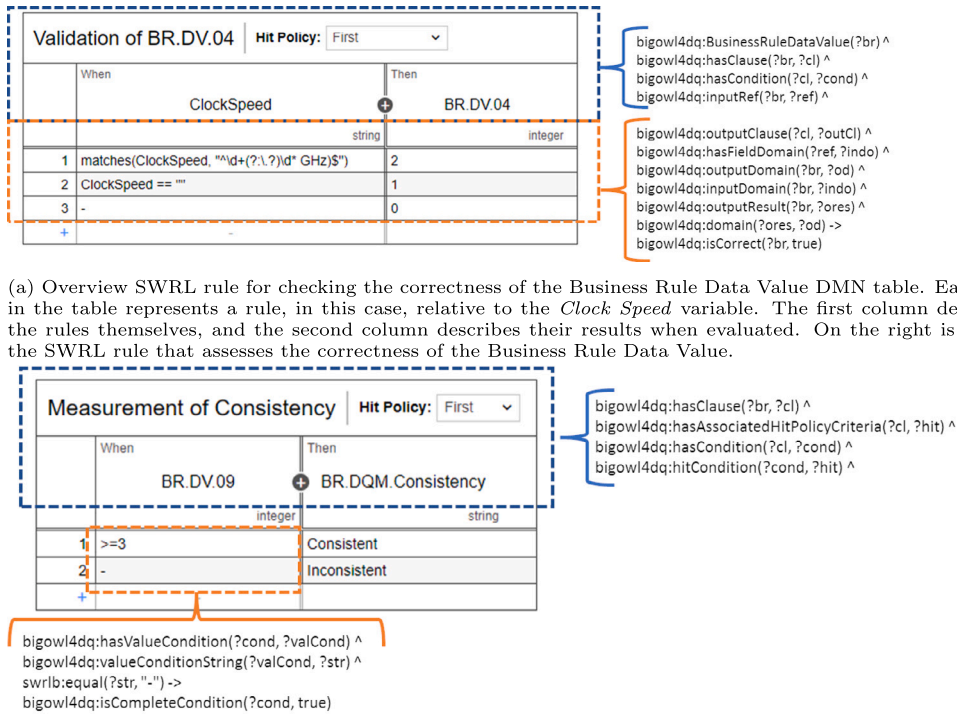 Validation of BR.DV.04 Hit Policy: First
When Then
ClockSpeed + BR.DV.04
string integer
1 matches(ClockSpeed, "^\d+(?:\.?)\d* GHz)$") 2
2 ClockSpeed == "" 1
3 - 0
+ -
bigowl4dq:BusinessRuleDataValue(?br) ^
bigowl4dq:hasClause(?br, ?cl) ^
bigowl4dq:hasCondition(?cl, ?cond) ^
bigowl4dq:inputRef(?br, ?ref) ^
bigowl4dq:outputClause(?cl, ?outCl) ^
bigowl4dq:hasFieldDomain(?ref, ?indo) ^
bigowl4dq:outputDomain(?br, ?od) ^
bigowl4dq:inputDomain(?br, ?indo) ^
bigowl4dq:outputResult(?br, ?ores) ^
bigowl4dq:domain(?ores, ?od) ->
bigowl4dq:isCorrect(?br, true)
(a) Overview SWRL rule for checking the correctness of the Business Rule Data Value DMN table. Ea
in the table represents a rule, in this case, relative to the Clock Speed variable. The first column de
the rules themselves, and the second column describes their results when evaluated. On the right is
the SWRL rule that assesses the correctness of the Business Rule Data Value.
Measurement of Consistency Hit Policy: First
When Then
BR.DV.09 + BR.DQM.Consistency
integer string
1 >=3 Consistent
2 - Inconsistent
+ -
bigowl4dq:hasClause(?br, ?cl) ^
bigowl4dq:hasAssociatedHitPolicyCriteria(?cl, ?hit) ^
bigowl4dq:hasCondition(?cl, ?cond) ^
bigowl4dq:hitCondition(?cond, ?hit) ^
bigowl4dq:hasValueCondition(?cond, ?valCond) ^
bigowl4dq:valueConditionString(?valCond, ?str) ^
swrlb:equal(?str, "-") ->
bigowl4dq:isCompleteCondition(?cond, true)